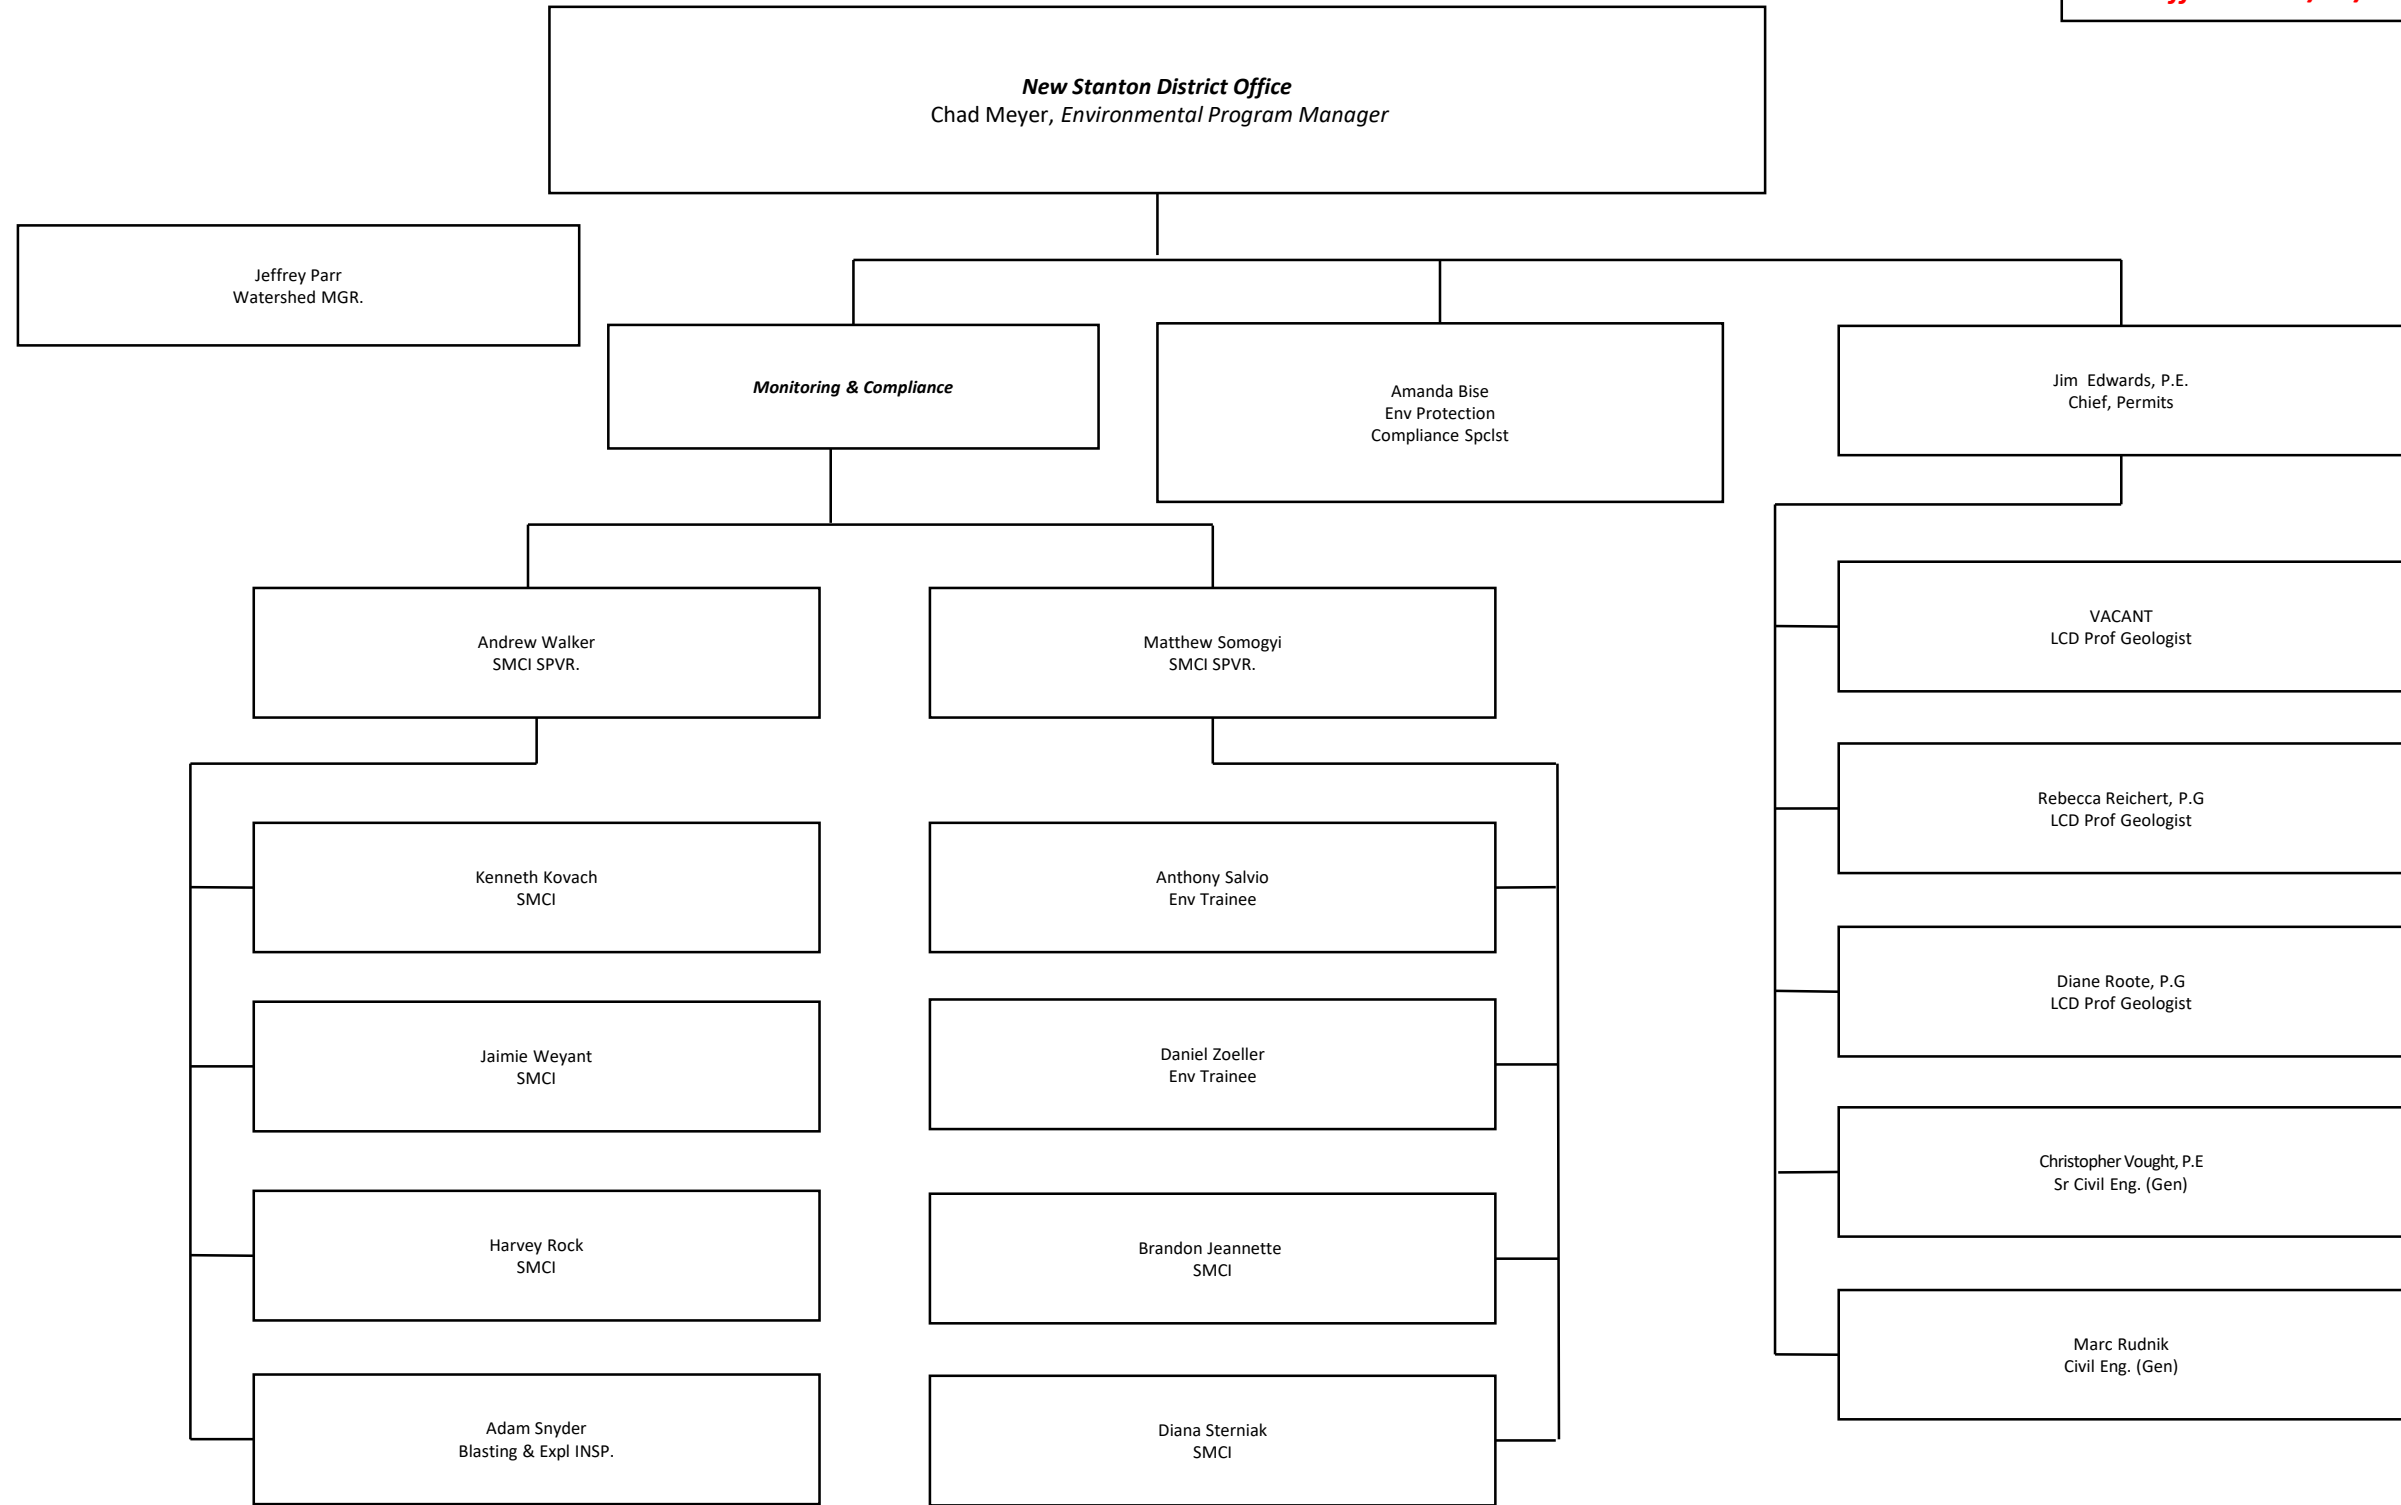 New Stanton District Office
Chad Meyer, Environmental Program Manager
Jeffrey Parr
Watershed MGR.
Monitoring & Compliance
Amanda Bise
Env Protection
Compliance Spclst
Jim  Edwards, P.E.
Chief, Permits
Andrew Walker
SMCI SPVR.
Matthew Somogyi
SMCI SPVR.
VACANT
LCD Prof Geologist
Rebecca Reichert, P.G
LCD Prof Geologist
Kenneth Kovach
SMCI
Anthony Salvio
Env Trainee
Diane Roote, P.G
LCD Prof Geologist
Jaimie Weyant
SMCI
Daniel Zoeller
Env Trainee
Christopher Vought, P.E
Sr Civil Eng. (Gen)
Harvey Rock
SMCI
Brandon Jeannette
SMCI
Marc Rudnik
Civil Eng. (Gen)
Adam Snyder
Blasting & Expl INSP.
Diana Sterniak
SMCI